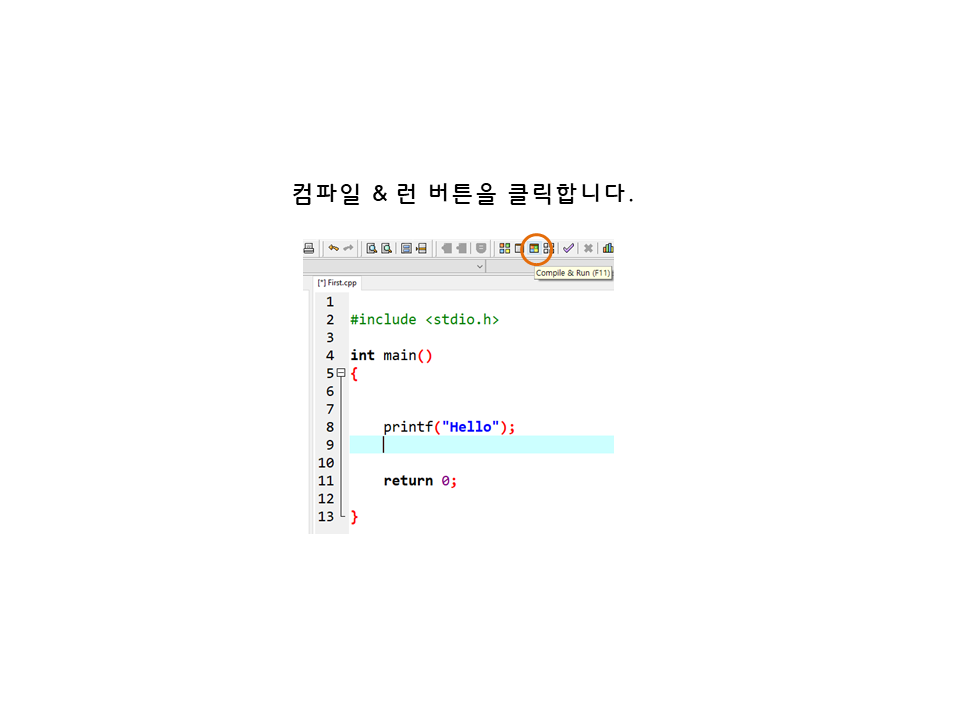 컴파일 & 런 버튼을 클릭합니다.
Compile & Run (F11)
[*] First.cpp
1
2 #include <stdio.h>
3
4 int main()
5 {
6
7
8 printf("Hello");
9
10
11 return 0;
12
13 }